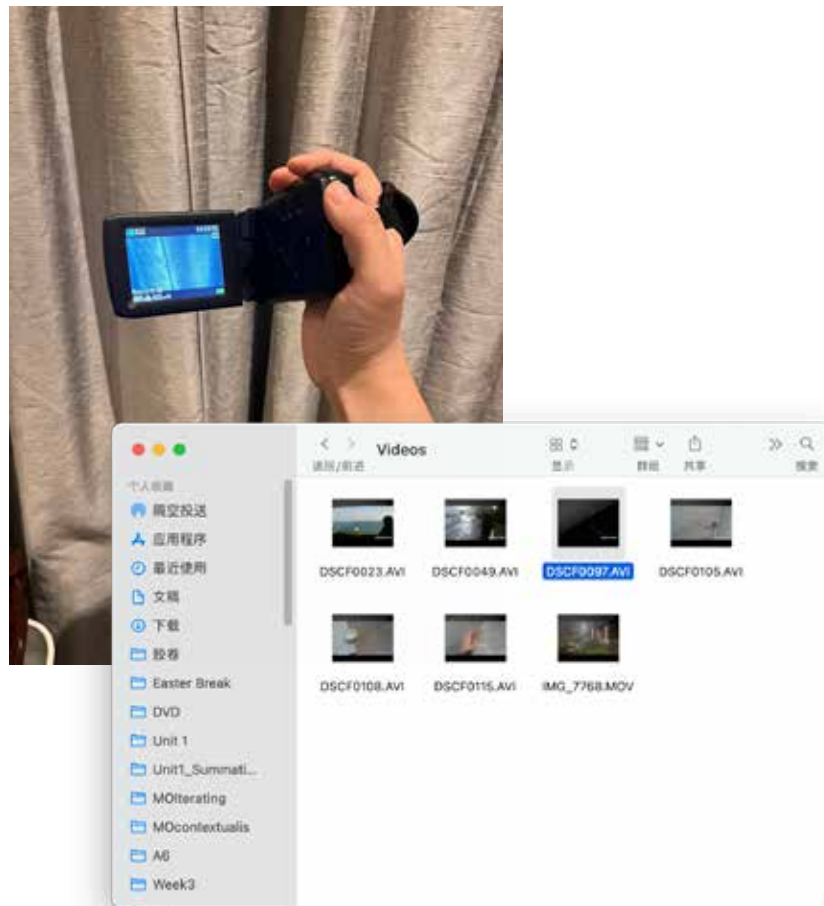 Videos
返回/前进
显示
群组
共享
搜索
个人收藏
隔空投送
应用程序
最近使用
文稿
下载
胶卷
Easter Break
DVD
Unit 1
Unit1_Summati...
MOIterating
MOcontextualis
A6
Week3
DSCF0023.AVI
DSCF0049.AVI
DSCF0097.AVI
DSCF0105.AVI
DSCF0108.AVI
DSCF0115.AVI
IMG_7768.MOV